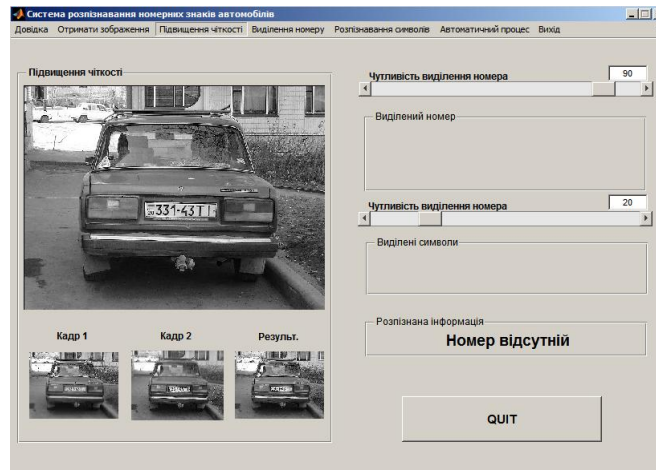 Система розпізнавання номерних знаків автомобілів
Довідка Отримати зображення Підвищення чіткості Виділення номеру Розпізнавання символів Автоматичний процес Вихід
Підвищення чіткості
331-43ТІ
Кадр 1 Кадр 2 Результ.
Чутливість виділення номера 90
Виділений номер
Чутливість виділення номера 20
Виділені символи
Розпізнана інформація
Номер відсутній
QUIT